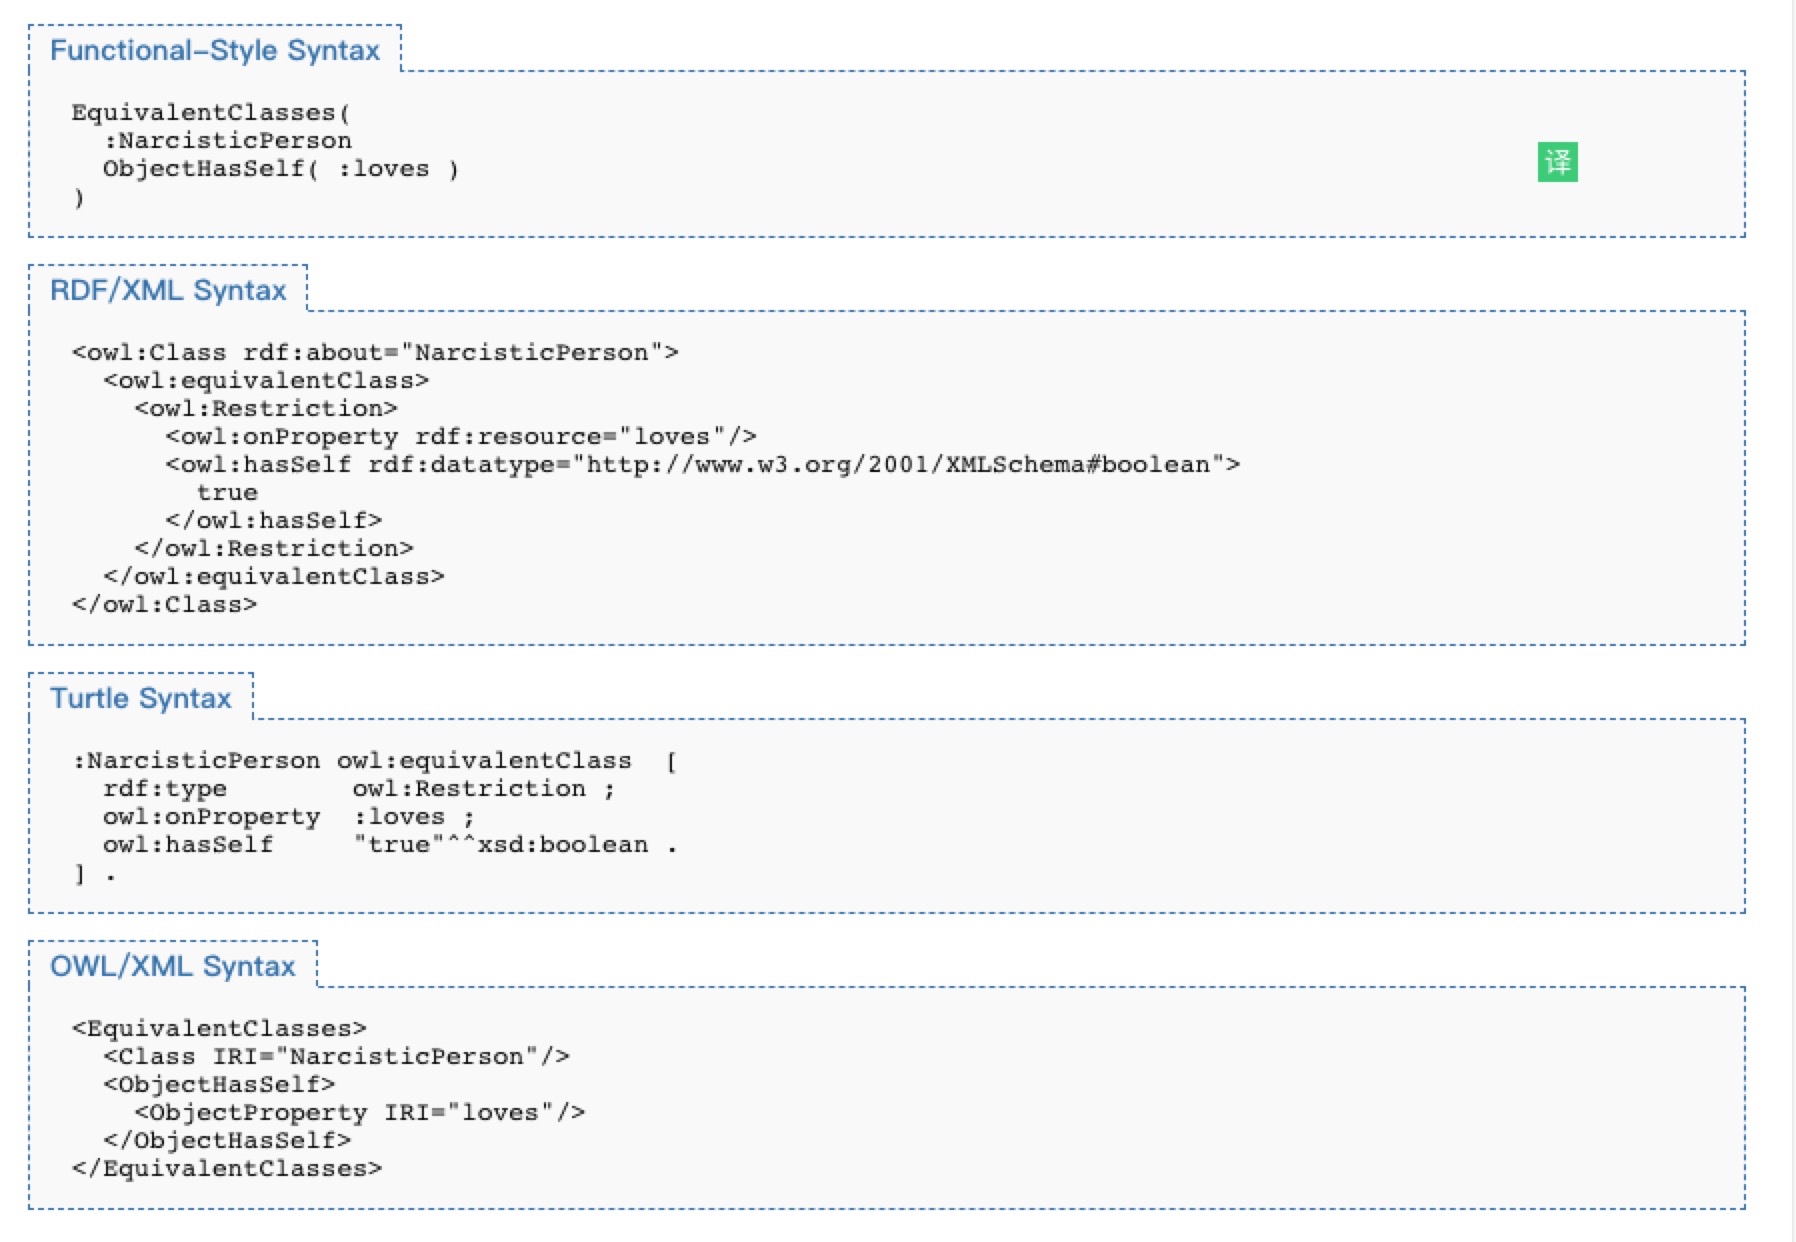 Functional-Style Syntax
EquivalentClasses(
  :NarcisticPerson
  ObjectHasSelf( :loves )
)
译
RDF/XML Syntax
<owl:Class rdf:about="NarcisticPerson">
  <owl:equivalentClass>
    <owl:Restriction>
      <owl:onProperty rdf:resource="loves"/>
      <owl:hasSelf rdf:datatype="http://www.w3.org/2001/XMLSchema#boolean">
        true
      </owl:hasSelf>
    </owl:Restriction>
  </owl:equivalentClass>
</owl:Class>
Turtle Syntax
:NarcisticPerson owl:equivalentClass  [
  rdf:type        owl:Restriction ;
  owl:onProperty  :loves ;
  owl:hasSelf     "true"^^xsd:boolean .
] .
OWL/XML Syntax
<EquivalentClasses>
  <Class IRI="NarcisticPerson"/>
  <ObjectHasSelf>
    <ObjectProperty IRI="loves"/>
  </ObjectHasSelf>
</EquivalentClasses>